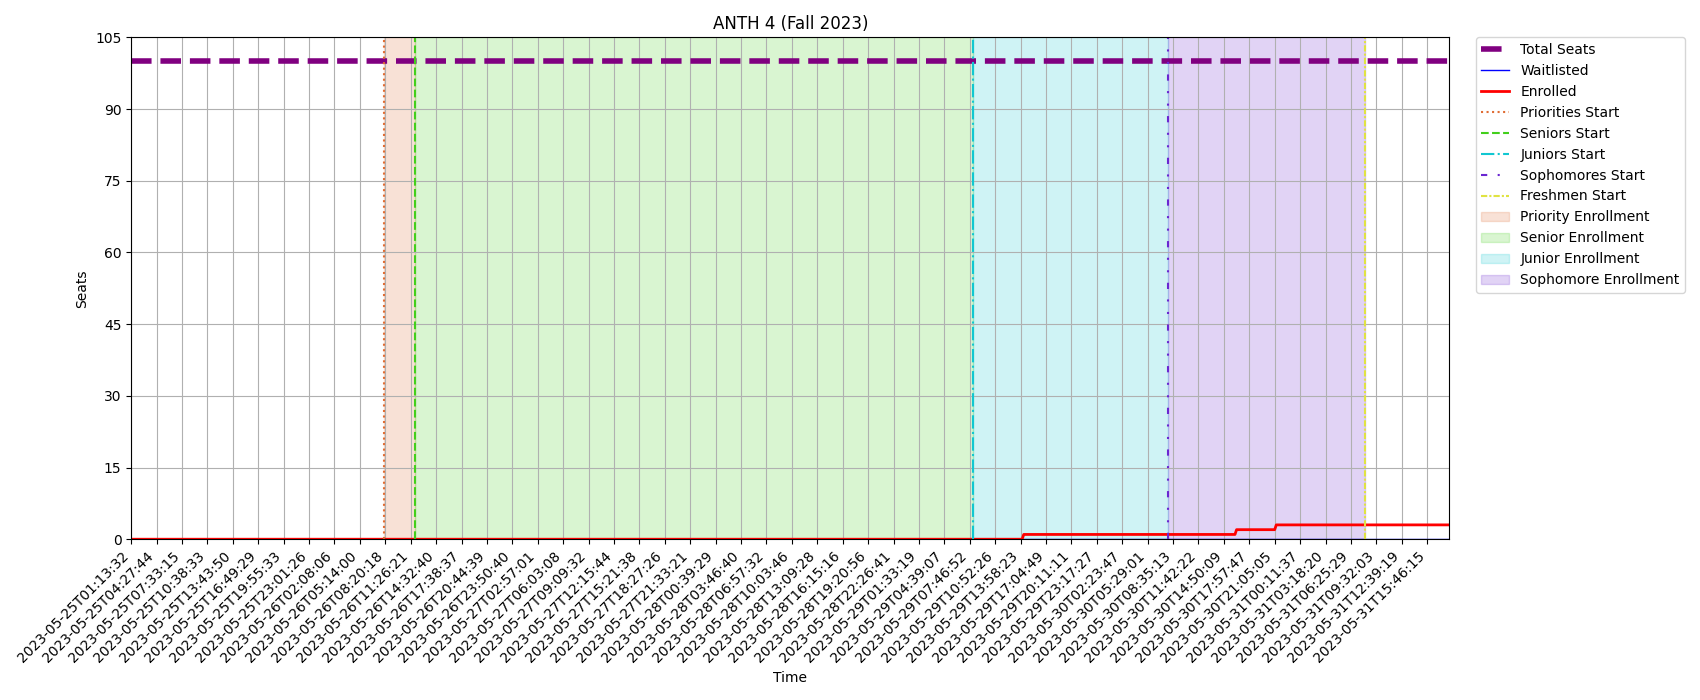 ANTH 4 (Fall 2023)
105
90
75
60
45
30
15
0
Seats
2023-05-25T01:13:32
2023-05-25T04:27:44
2023-05-25T07:33:15
2023-05-25T10:38:33
2023-05-25T13:43:50
2023-05-25T16:49:29
2023-05-25T19:55:33
2023-05-25T23:01:26
2023-05-26T02:08:06
2023-05-26T05:14:00
2023-05-26T08:20:18
2023-05-26T11:26:21
2023-05-26T14:32:40
2023-05-26T17:38:37
2023-05-26T20:44:39
2023-05-26T23:50:40
2023-05-27T02:57:01
2023-05-27T06:03:08
2023-05-27T09:09:32
2023-05-27T12:15:44
2023-05-27T15:21:38
2023-05-27T18:27:26
2023-05-27T21:33:21
2023-05-28T00:39:29
2023-05-28T03:46:40
2023-05-28T06:57:32
2023-05-28T10:03:46
2023-05-28T13:09:28
2023-05-28T16:15:16
2023-05-28T19:20:56
2023-05-28T22:26:41
2023-05-29T01:33:19
2023-05-29T04:39:07
2023-05-29T07:46:52
2023-05-29T10:52:26
2023-05-29T13:58:23
2023-05-29T17:04:49
2023-05-29T20:11:11
2023-05-29T23:17:27
2023-05-30T02:23:47
2023-05-30T05:29:01
2023-05-30T08:35:13
2023-05-30T11:42:22
2023-05-30T14:50:09
2023-05-30T17:57:47
2023-05-30T21:05:05
2023-05-31T00:11:37
2023-05-31T03:18:20
2023-05-31T06:25:29
2023-05-31T09:32:03
2023-05-31T12:39:19
2023-05-31T15:46:15
Time
Total Seats
Waitlisted
Enrolled
Priorities Start
Seniors Start
Juniors Start
Sophomores Start
Freshmen Start
Priority Enrollment
Senior Enrollment
Junior Enrollment
Sophomore Enrollment